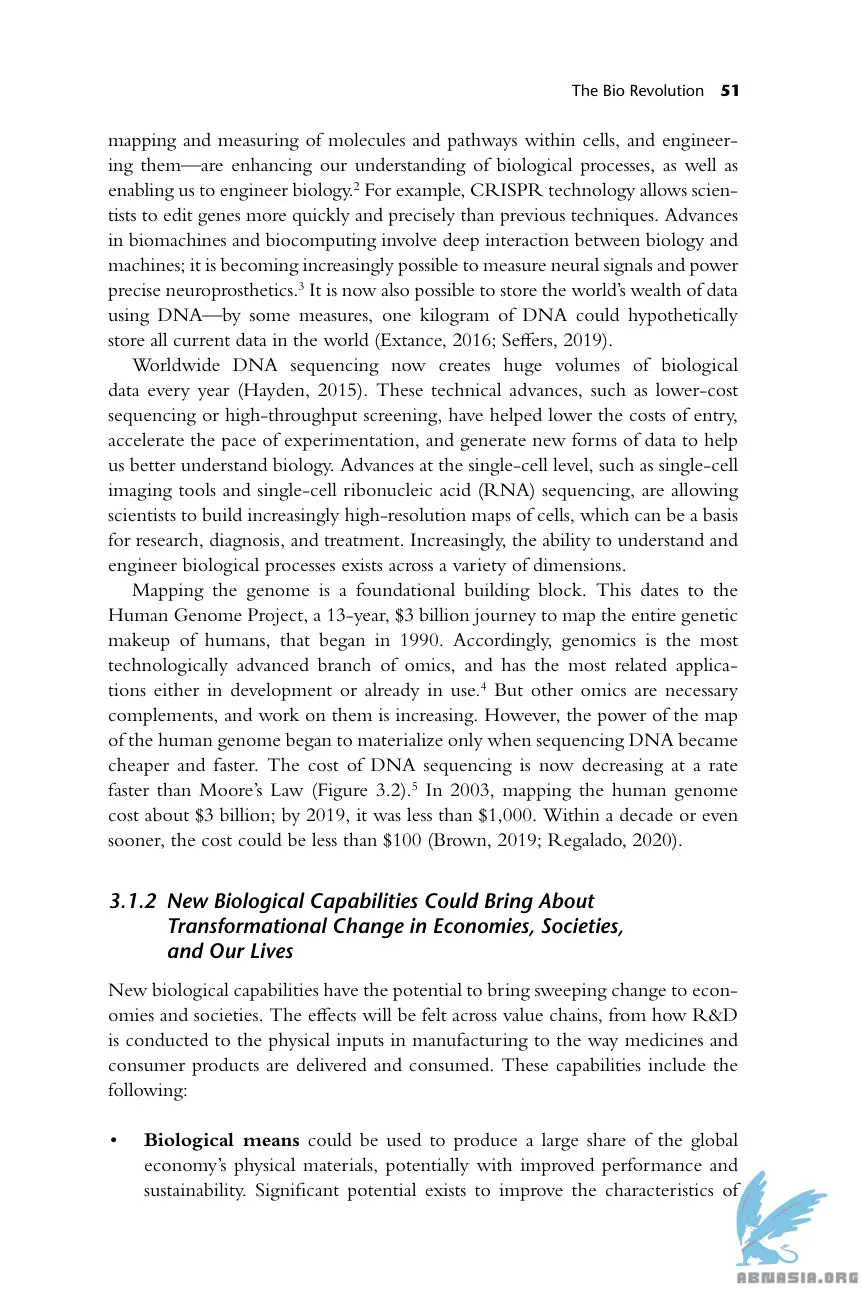 The Bio Revolution 51
mapping and measuring of molecules and pathways within cells, and engineer-
ing them—are enhancing our understanding of biological processes, as well as
enabling us to engineer biology.² For example, CRISPR technology allows scien-
tists to edit genes more quickly and precisely than previous techniques. Advances
in biomachines and biocomputing involve deep interaction between biology and
machines; it is becoming increasingly possible to measure neural signals and power
precise neuroprosthetics.³ It is now also possible to store the world’s wealth of data
using DNA—by some measures, one kilogram of DNA could hypothetically
store all current data in the world (Extance, 2016; Seffers, 2019).
Worldwide DNA sequencing now creates huge volumes of biological
data every year (Hayden, 2015). These technical advances, such as lower-cost
sequencing or high-throughput screening, have helped lower the costs of entry,
accelerate the pace of experimentation, and generate new forms of data to help
us better understand biology. Advances at the single-cell level, such as single-cell
imaging tools and single-cell ribonucleic acid (RNA) sequencing, are allowing
scientists to build increasingly high-resolution maps of cells, which can be a basis
for research, diagnosis, and treatment. Increasingly, the ability to understand and
engineer biological processes exists across a variety of dimensions.
Mapping the genome is a foundational building block. This dates to the
Human Genome Project, a 13-year, $3 billion journey to map the entire genetic
makeup of humans, that began in 1990. Accordingly, genomics is the most
technologically advanced branch of omics, and has the most related applica-
tions either in development or already in use.⁴ But other omics are necessary
complements, and work on them is increasing. However, the power of the map
of the human genome began to materialize only when sequencing DNA became
cheaper and faster. The cost of DNA sequencing is now decreasing at a rate
faster than Moore’s Law (Figure 3.2).⁵ In 2003, mapping the human genome
cost about $3 billion; by 2019, it was less than $1,000. Within a decade or even
sooner, the cost could be less than $100 (Brown, 2019; Regalado, 2020).
3.1.2 New Biological Capabilities Could Bring About
Transformational Change in Economies, Societies,
and Our Lives
New biological capabilities have the potential to bring sweeping change to econ-
omies and societies. The effects will be felt across value chains, from how R&D
is conducted to the physical inputs in manufacturing to the way medicines and
consumer products are delivered and consumed. These capabilities include the
following:
• Biological means could be used to produce a large share of the global
economy’s physical materials, potentially with improved performance and
sustainability. Significant potential exists to improve the characteristics of
ABNASIA.ORG